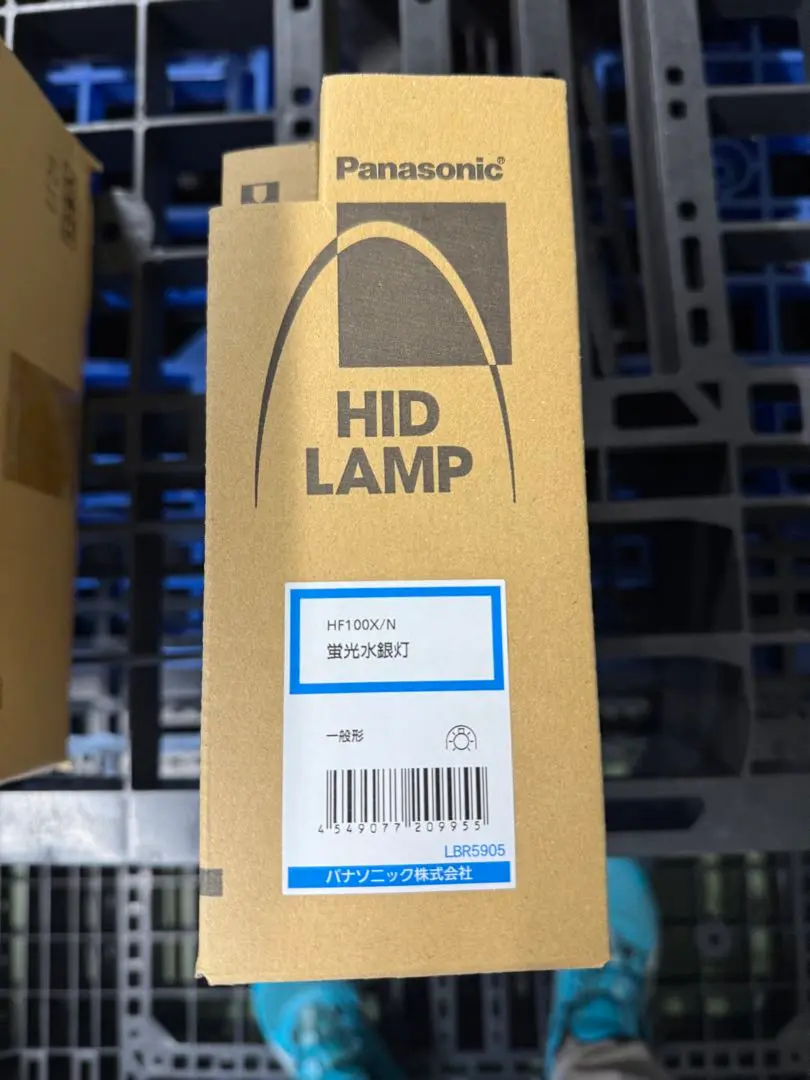 Panasonic®
HID
LAMP
HF100X/N
蛍光水銀灯
一般形
4549077209955
LBR5905
パナソニック株式会社